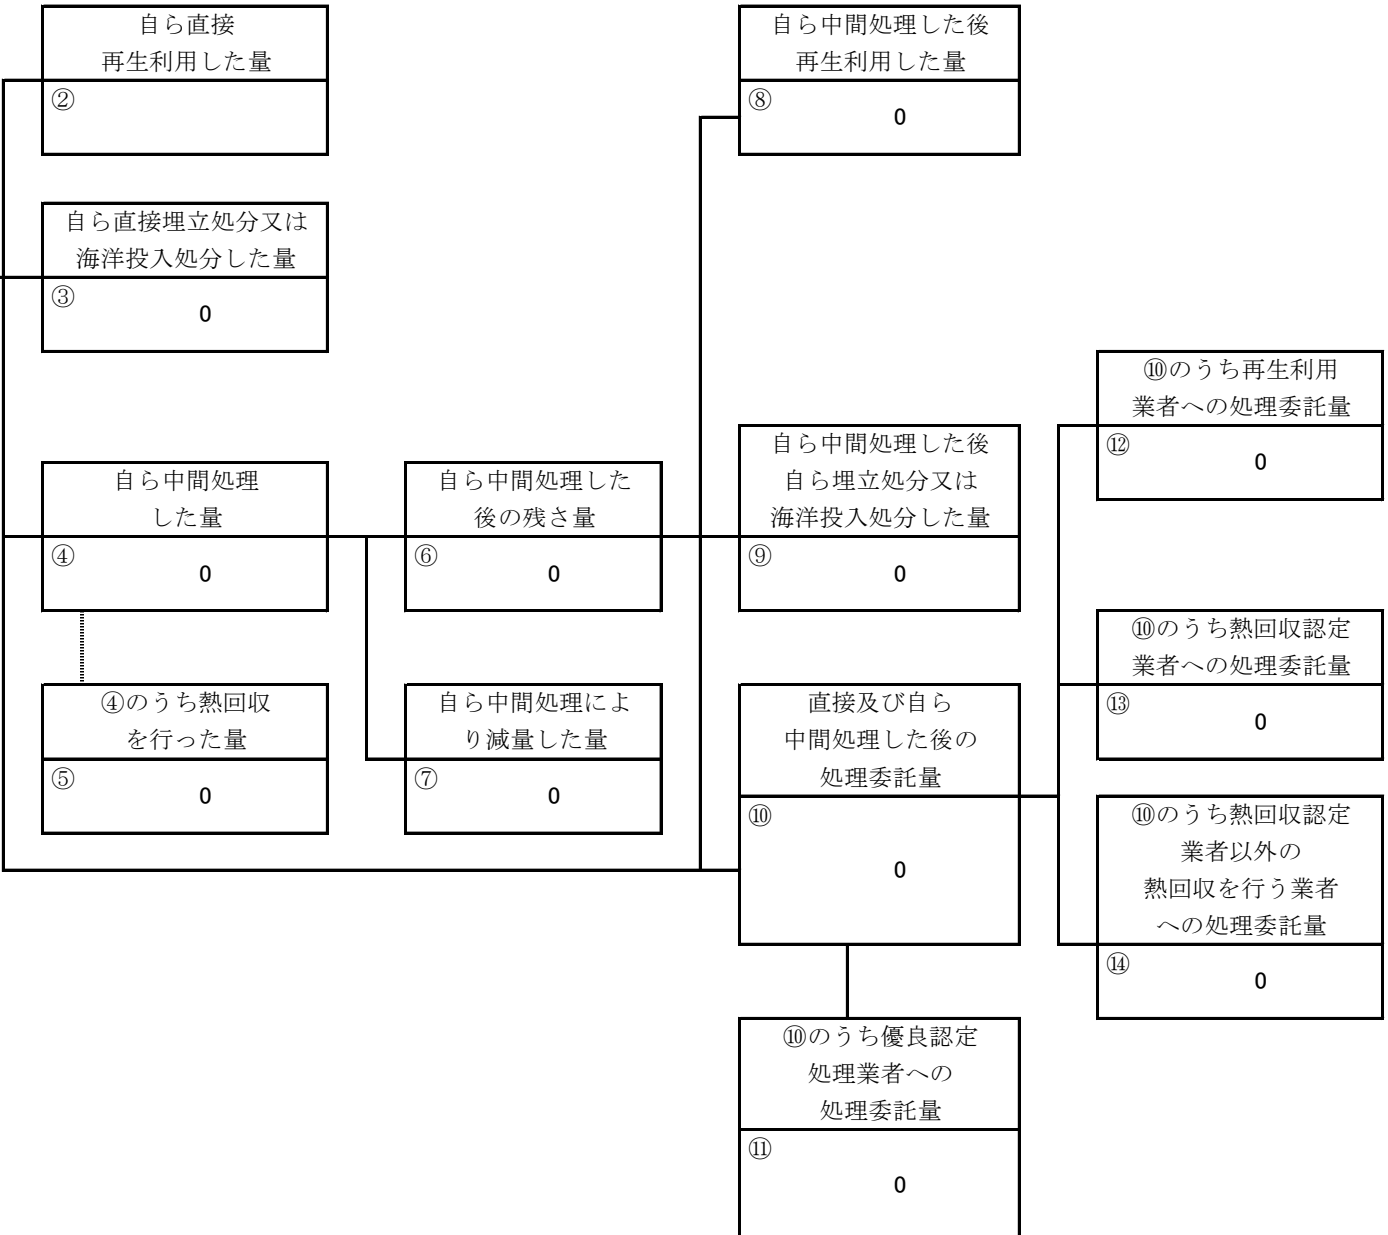 自ら直接
再生利用した量
②
自ら中間処理した後
再生利用した量
⑧
0
自ら直接埋立処分又は
海洋投入処分した量
③
0
⑩のうち再生利用
業者への処理委託量
⑫
0
自ら中間処理
した量
④
0
自ら中間処理した
後の残さ量
⑥
0
自ら中間処理した後
自ら埋立処分又は
海洋投入処分した量
⑨
0
⑩のうち熱回収認定
業者への処理委託量
⑬
0
④のうち熱回収
を行った量
⑤
0
自ら中間処理によ
り減量した量
⑦
0
直接及び自ら
中間処理した後の
処理委託量
⑩
0
⑩のうち熱回収認定
業者以外の
熱回収を行う業者
への処理委託量
⑭
0
⑩のうち優良認定
処理業者への
処理委託量
⑪
0